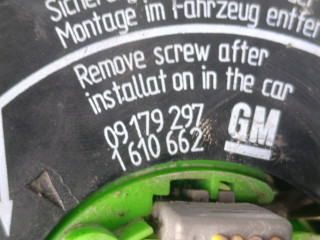 Montage im Fahrzeug entfer
Remove screw after
installat on in the car
09 179 297
1 610 662
GM